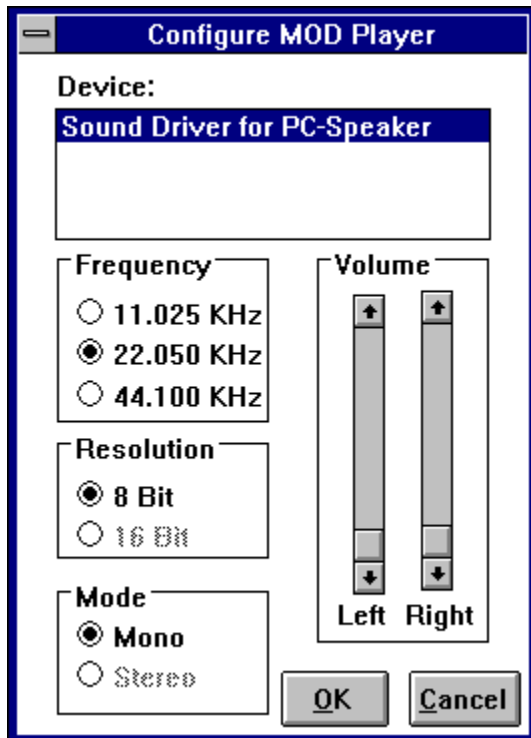 Configure MOD Player
Device:
Sound Driver for PC-Speaker
Frequency
11.025 KHz
22.050 KHz
44.100 KHz
Resolution
8 Bit
16 Bit
Mode
Mono
Stereo
Volume
Left Right
OK Cancel